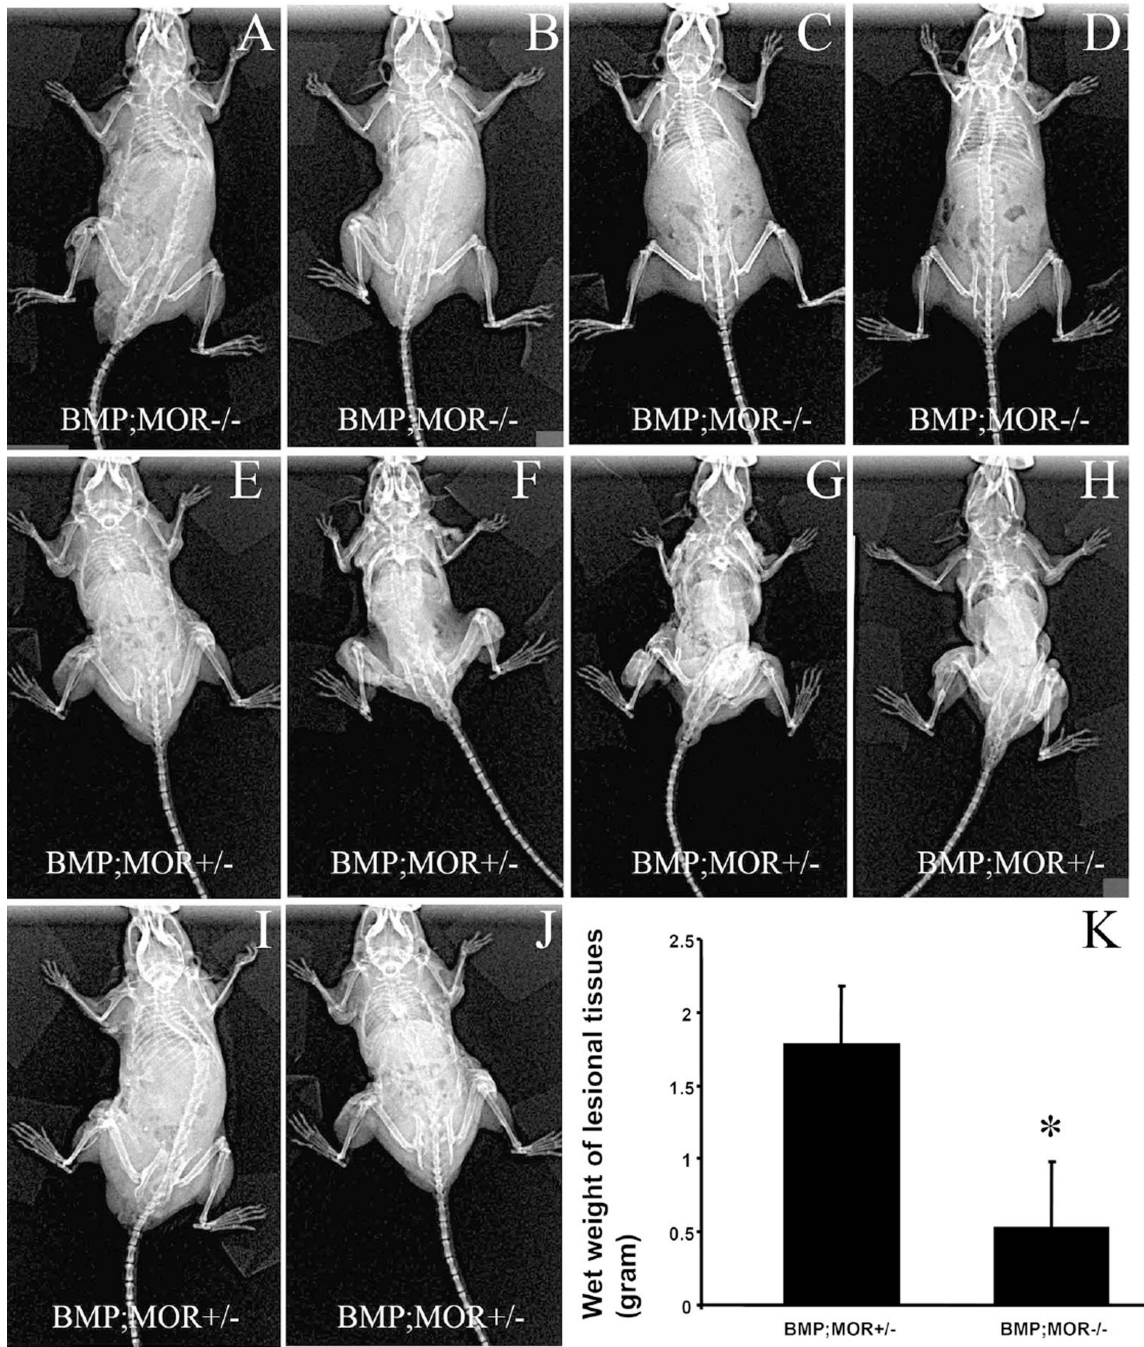 A
B
C
D
BMP;MOR-/-
BMP;MOR-/-
BMP;MOR-/-
BMP;MOR-/-
E
F
G
H
BMP;MOR+/-
BMP;MOR+/-
BMP;MOR+/-
BMP;MOR+/-
I
J
BMP;MOR+/-
BMP;MOR+/-
K
Wet weight of lesional tissues
(gram)
2.5
2
1.5
1
0.5
0
*
BMP;MOR+/-
BMP;MOR-/-